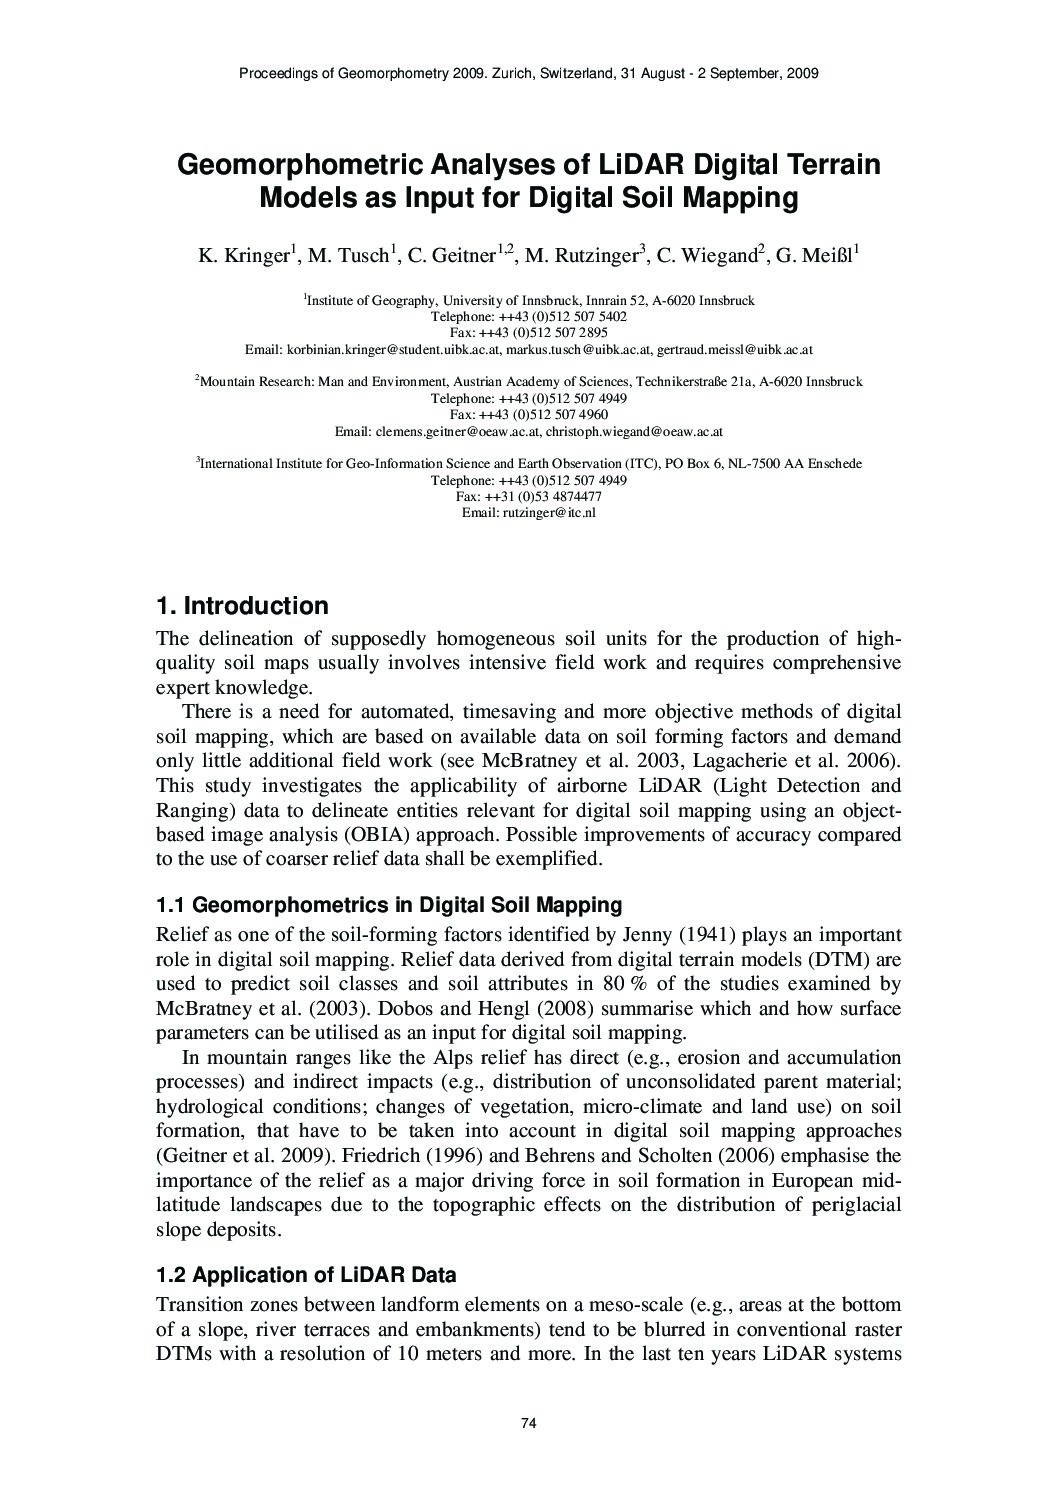 Proceedings of Geomorphometry 2009. Zurich, Switzerland, 31 August - 2 September, 2009
Geomorphometric Analyses of LiDAR Digital Terrain
Models as Input for Digital Soil Mapping
K. Kringer1, M. Tusch1, C. Geitner1,2, M. Rutzinger3, C. Wiegand2, G. Meißl1
1Institute of Geography, University of Innsbruck, Innrain 52, A-6020 Innsbruck
Telephone: ++43 (0)512 507 5402
Fax: ++43 (0)512 507 2895
Email: korbinian.kringer@student.uibk.ac.at, markus.tusch@uibk.ac.at, gertraud.meissl@uibk.ac.at
2Mountain Research: Man and Environment, Austrian Academy of Sciences, Technikerstraße 21a, A-6020 Innsbruck
Telephone: ++43 (0)512 507 4949
Fax: ++43 (0)512 507 4960
Email: clemens.geitner@oeaw.ac.at, christoph.wiegand@oeaw.ac.at
3International Institute for Geo-Information Science and Earth Observation (ITC), PO Box 6, NL-7500 AA Enschede
Telephone: ++43 (0)512 507 4949
Fax: ++31 (0)53 4874477
Email: rutzinger@itc.nl
1. Introduction
The delineation of supposedly homogeneous soil units for the production of high-
quality soil maps usually involves intensive field work and requires comprehensive
expert knowledge.
There is a need for automated, timesaving and more objective methods of digital
soil mapping, which are based on available data on soil forming factors and demand
only little additional field work (see McBratney et al. 2003, Lagacherie et al. 2006).
This study investigates the applicability of airborne LiDAR (Light Detection and
Ranging) data to delineate entities relevant for digital soil mapping using an object-
based image analysis (OBIA) approach. Possible improvements of accuracy compared
to the use of coarser relief data shall be exemplified.
1.1 Geomorphometrics in Digital Soil Mapping
Relief as one of the soil-forming factors identified by Jenny (1941) plays an important
role in digital soil mapping. Relief data derived from digital terrain models (DTM) are
used to predict soil classes and soil attributes in 80 % of the studies examined by
McBratney et al. (2003). Dobos and Hengl (2008) summarise which and how surface
parameters can be utilised as an input for digital soil mapping.
In mountain ranges like the Alps relief has direct (e.g., erosion and accumulation
processes) and indirect impacts (e.g., distribution of unconsolidated parent material;
hydrological conditions; changes of vegetation, micro-climate and land use) on soil
formation, that have to be taken into account in digital soil mapping approaches
(Geitner et al. 2009). Friedrich (1996) and Behrens and Scholten (2006) emphasise the
importance of the relief as a major driving force in soil formation in European mid-
latitude landscapes due to the topographic effects on the distribution of periglacial
slope deposits.
1.2 Application of LiDAR Data
Transition zones between landform elements on a meso-scale (e.g., areas at the bottom
of a slope, river terraces and embankments) tend to be blurred in conventional raster
DTMs with a resolution of 10 meters and more. In the last ten years LiDAR systems
74